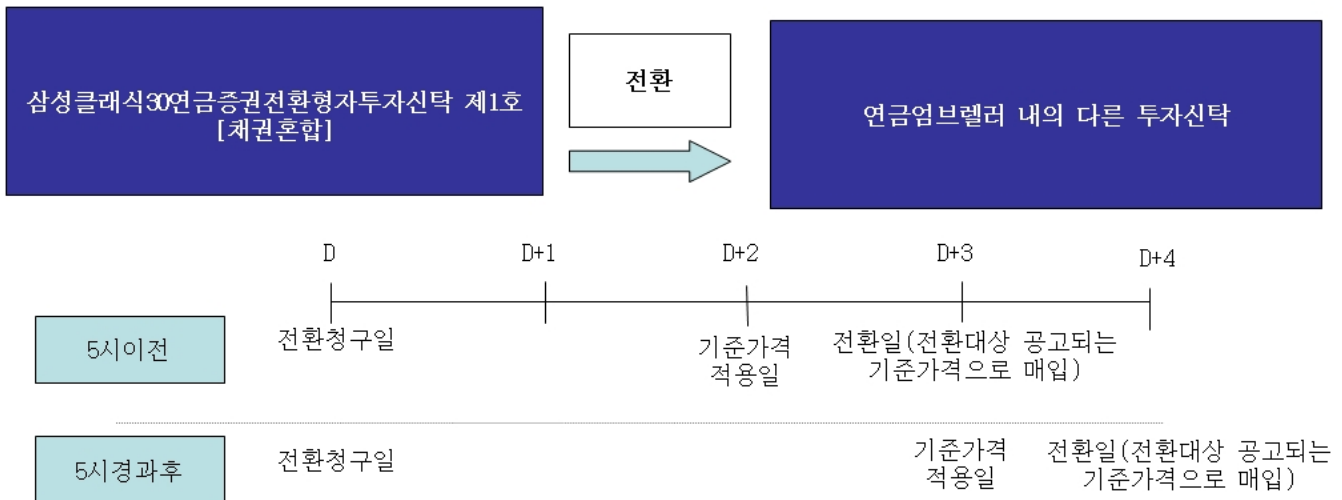 삼성클래식30연금증권전환형자투자신탁 제1호
[채권혼합]
전환
연금엄브렐러 내의 다른 투자신탁
D
D+1
D+2
D+3
D+4
5시이전
전환청구일
기준가격
적용일
전환일(전환대상 공고되는
기준가격으로 매입)
5시경과후
전환청구일
기준가격
적용일
전환일(전환대상 공고되는
기준가격으로 매입)